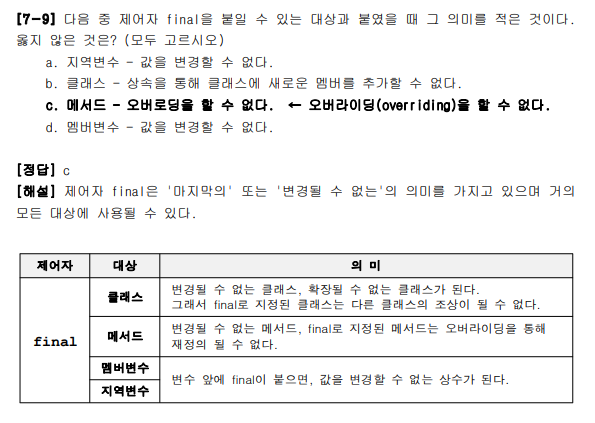 [7-9] 다음 중 제어자 final을 붙일 수 있는 대상과 붙였을 때 그 의미를 적은 것이다.
옳지 않은 것은? (모두 고르시오)
a. 지역변수 - 값을 변경할 수 없다.
b. 클래스 - 상속을 통해 클래스에 새로운 멤버를 추가할 수 없다.
c. 메서드 - 오버로딩을 할 수 없다. ← 오버라이딩(overriding)을 할 수 없다.
d. 멤버변수 - 값을 변경할 수 없다.
[정답] c
[해설] 제어자 final은 '마지막의' 또는 '변경될 수 없는'의 의미를 가지고 있으며 거의
모든 대상에 사용될 수 있다.
제어자 대상 의 미
final
클래스
변경될 수 없는 클래스, 확장될 수 없는 클래스가 된다.
그래서 final로 지정된 클래스는 다른 클래스의 조상이 될 수 없다.
메서드
변경될 수 없는 메서드, final로 지정된 메서드는 오버라이딩을 통해
재정의 될 수 없다.
멤버변수
지역변수
변수 앞에 final이 붙으면, 값을 변경할 수 없는 상수가 된다.